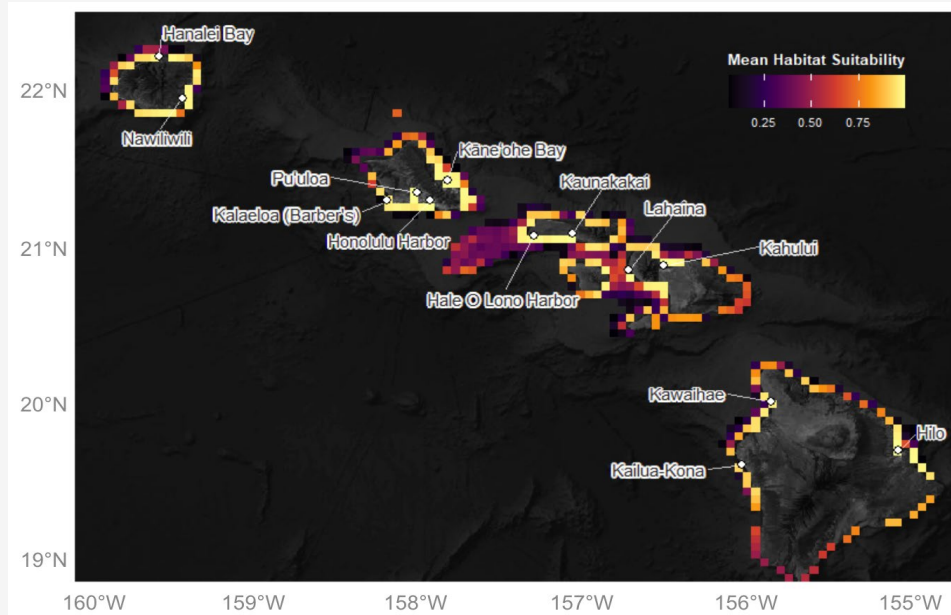 Hanalei Bay
Mean Habitat Suitability
0.25 0.50 0.75
22°N
Nawiliwili
Kāne'ohe Bay
Pu'uloa
Kaunakakai
Kalaeloa (Barber's)
Lahaina
Honolulu Harbor
Kahului
21°N
Hale O Lono Harbor
Kawaihae
20°N
Hilo
Kailua-Kona
19°N
160°W 159°W 158°W 157°W 156°W 155°W